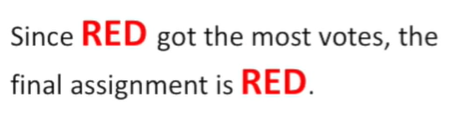 Since RED got the most votes, the
final assignment is RED.